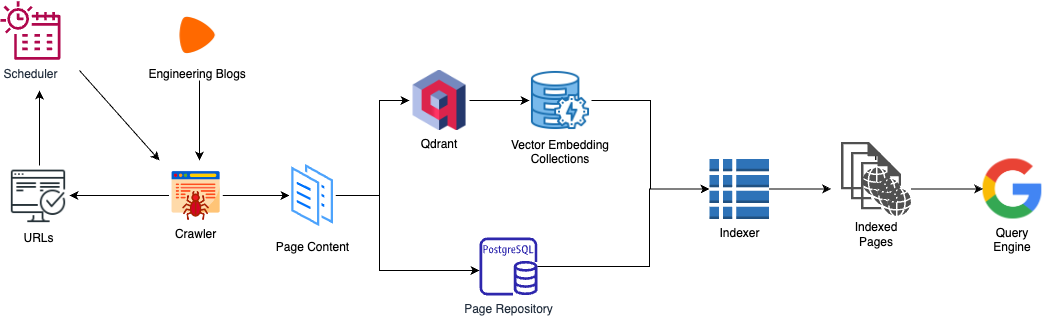 Scheduler
Engineering Blogs
Qdrant
Vector Embedding
Collections
URLs
Crawler
Page Content
Indexer
Indexed
Pages
Query
Engine
PostgreSQL
Page Repository